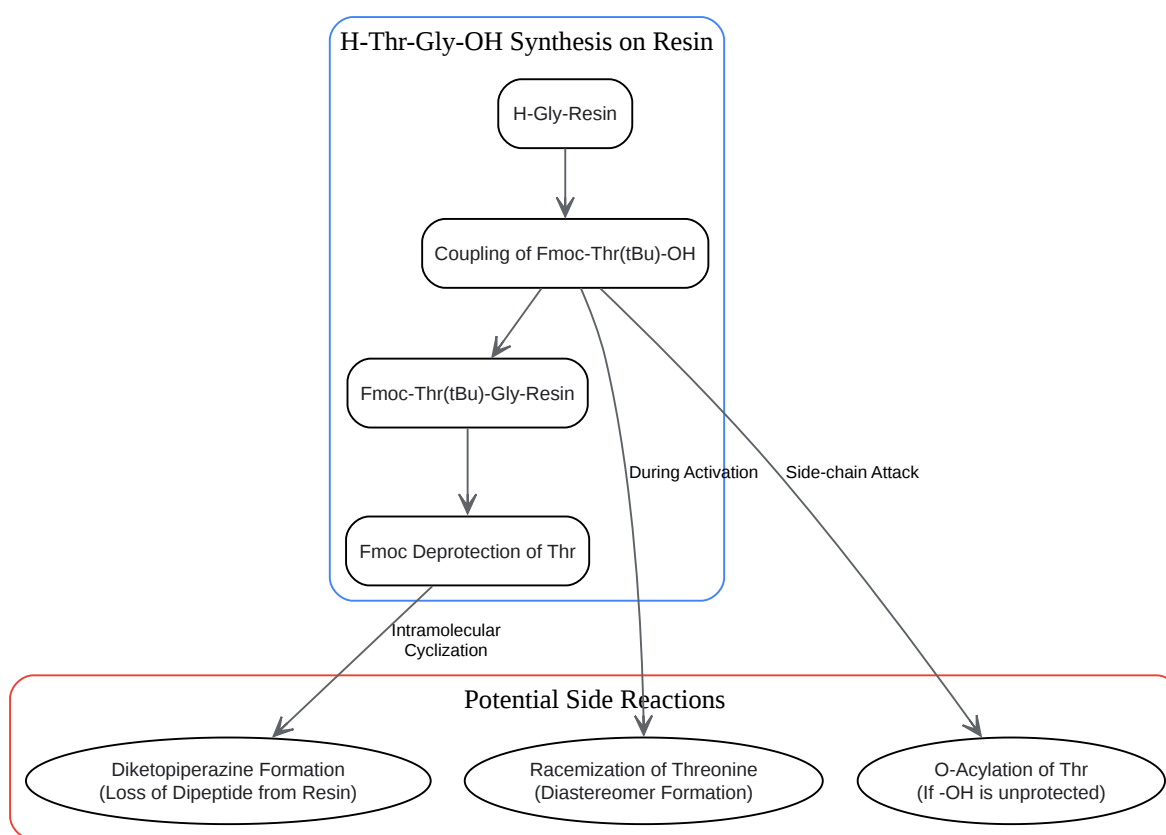 H-Thr-Gly-OH Synthesis on Resin
H-Gly-Resin
Coupling of Fmoc-Thr(tBu)-OH
Fmoc-Thr(tBu)-Gly-Resin
During Activation
Side-chain Attack
Fmoc Deprotection of Thr
Intramolecular
Cyclization
Potential Side Reactions
Diketopiperazine Formation
(Loss of Dipeptide from Resin)
Racemization of Threonine
(Diastereomer Formation)
O-Acylation of Thr
(If -OH is unprotected)